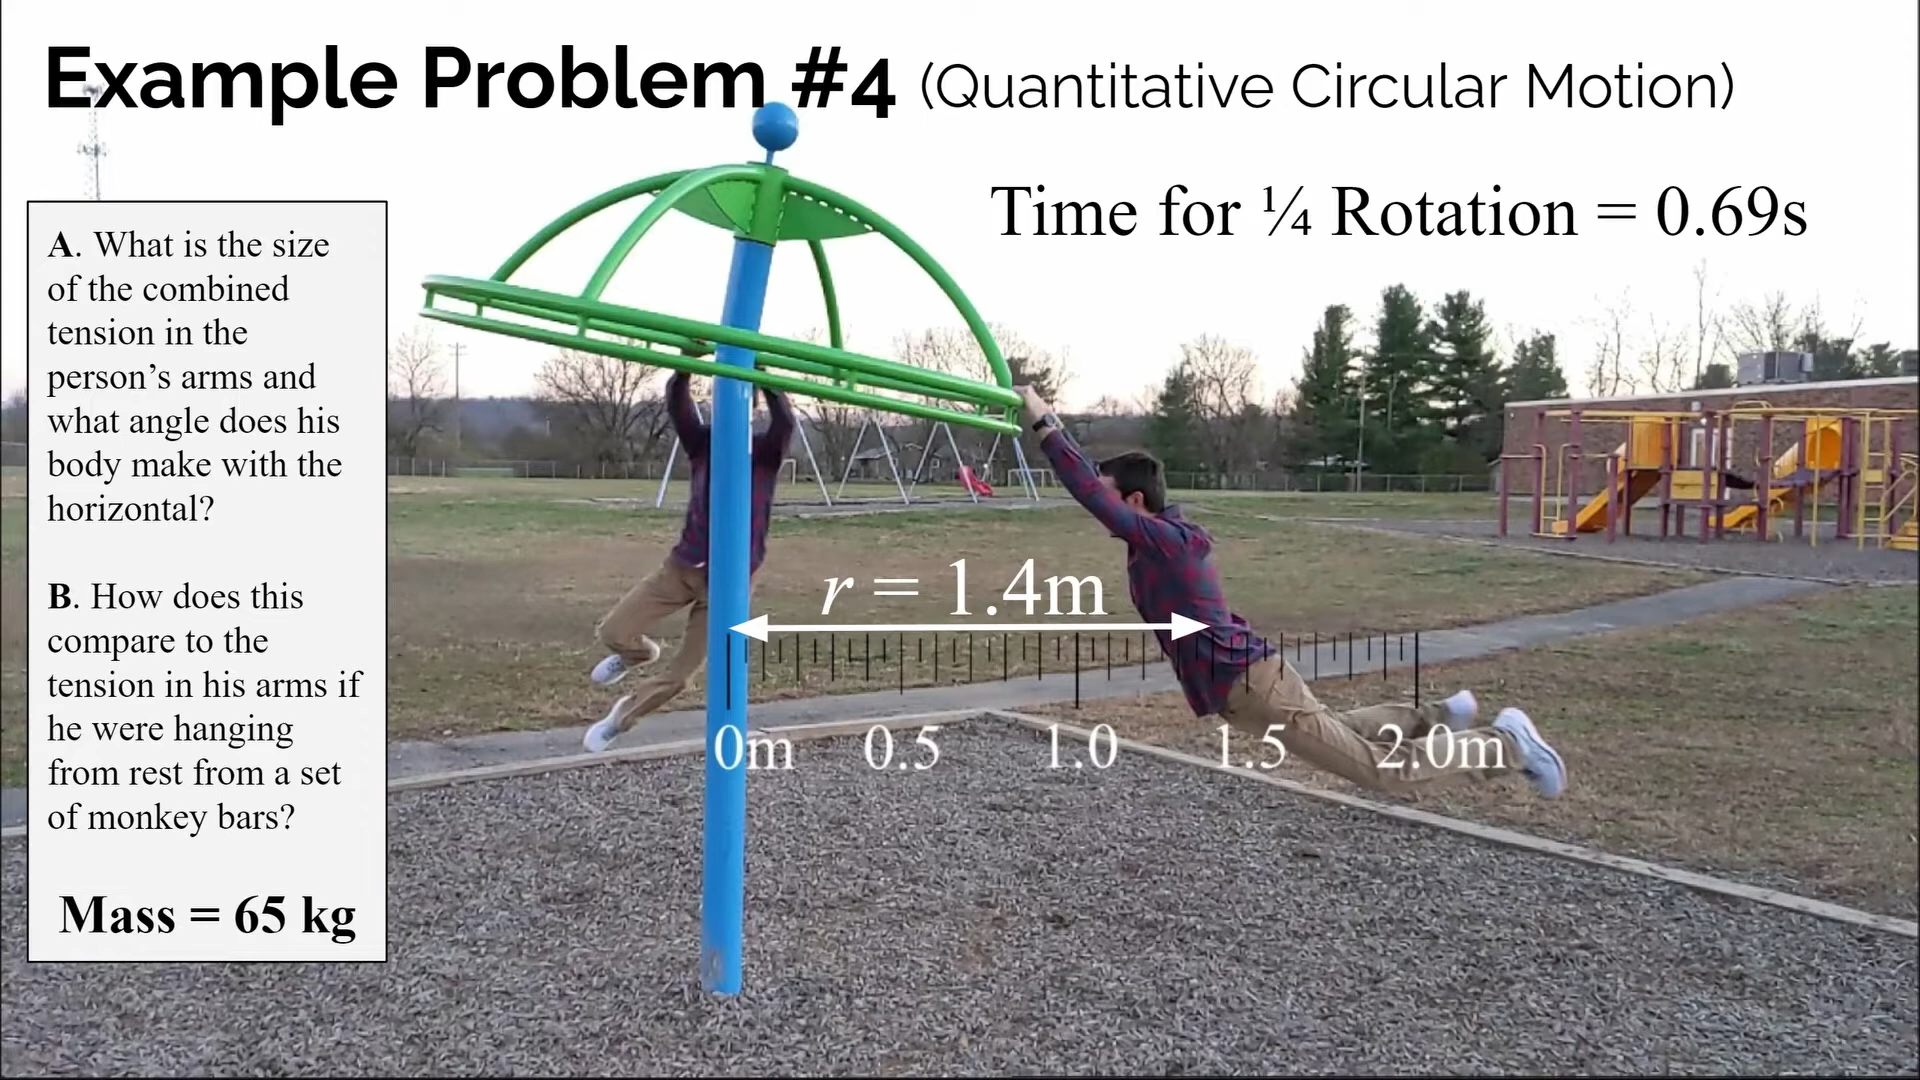 Example Problem #4 (Quantitative Circular Motion)
Time for ¼ Rotation = 0.69s
A. What is the size
of the combined
tension in the
person’s arms and
what angle does his
body make with the
horizontal?
B. How does this
compare to the
tension in his arms if
he were hanging
from rest from a set
of monkey bars?
Mass = 65 kg
r = 1.4m
0m 0.5 1.0 1.5 2.0m